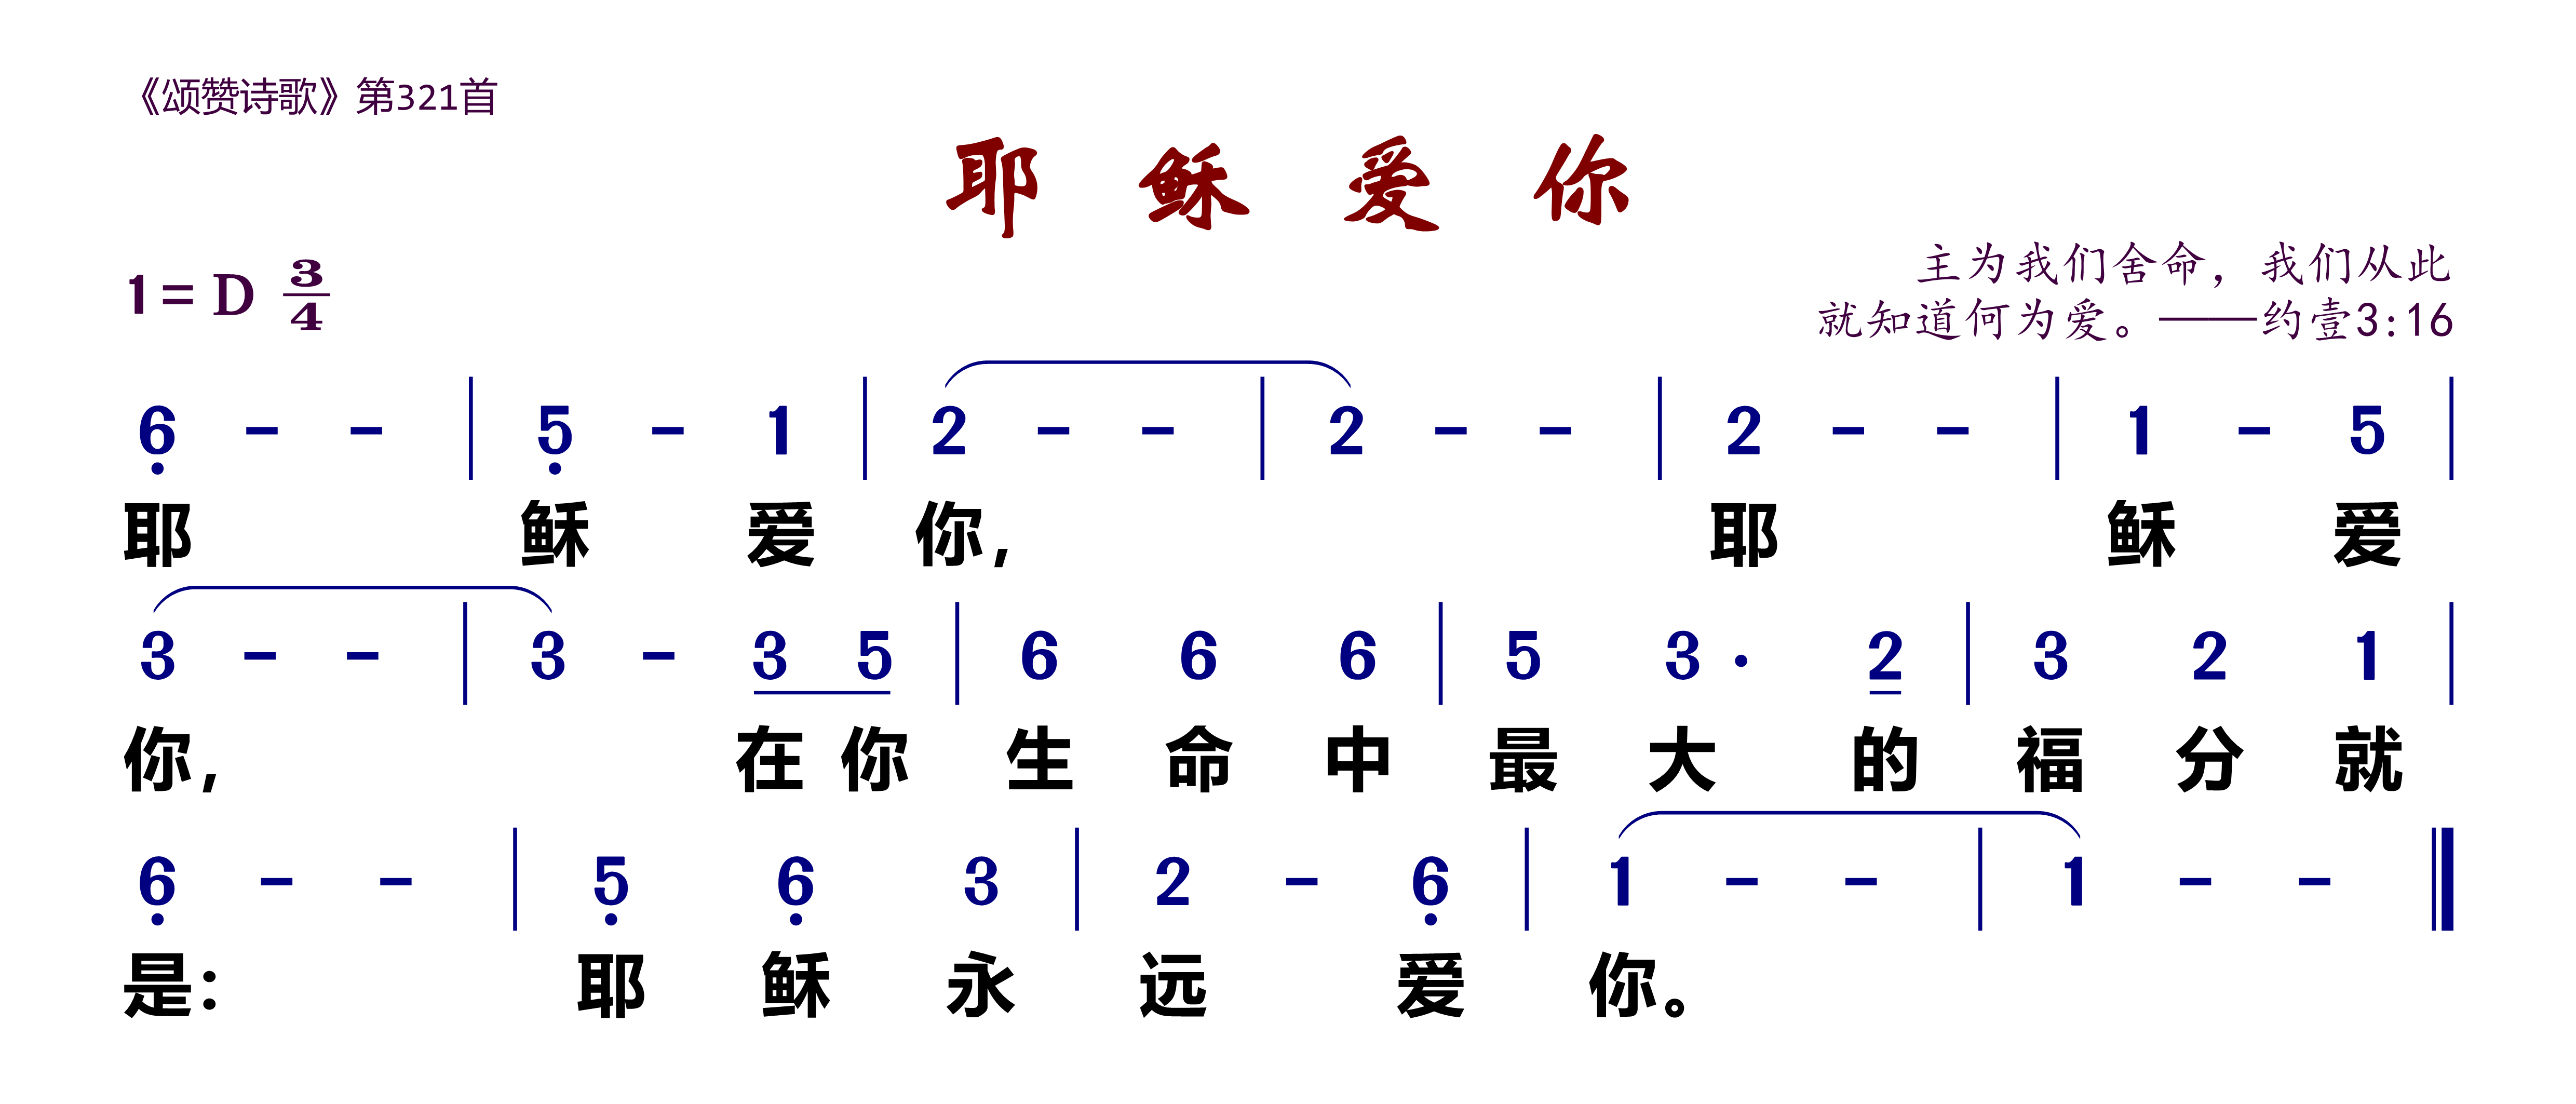 《颂赞诗歌》第321首
耶 稣 爱 你
1= D 3/4
主为我们舍命，我们从此
就知道何为爱。——约壹3:16
6̣ - - | 5̣ - 1 | 2 - - | 2 - - | 2 - - | 1 - 5 |
耶 稣 爱 你， 耶 稣 爱
3 - - | 3 - 3 5 | 6 6 6 | 5 3 · 2 | 3 2 1 |
你， 在 你 生 命 中 最 大 的 福 分 就
6̣ - - | 5̣ 6̣ 3 | 2 - 6̣ | 1 - - | 1 - - ‖
是： 耶 稣 永 远 爱 你。